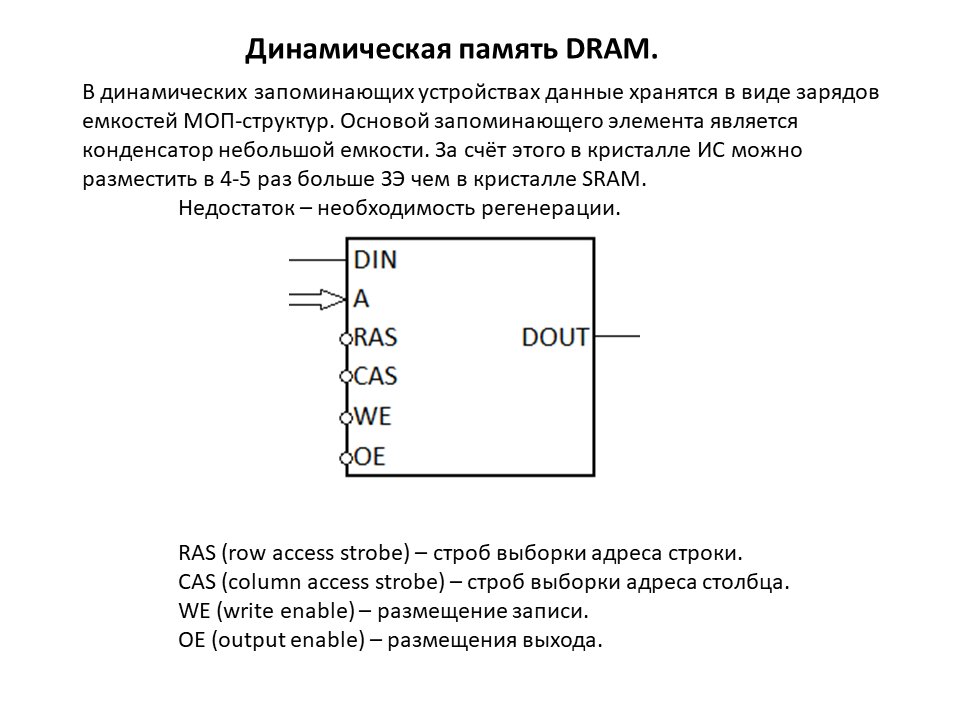 Динамическая память DRAM.
В динамических запоминающих устройствах данные хранятся в виде зарядов
емкостей МОП-структур. Основой запоминающего элемента является
конденсатор небольшой емкости. За счёт этого в кристалле ИС можно
разместить в 4-5 раз больше ЗЭ чем в кристалле SRAM.
Недостаток – необходимость регенерации.
DIN
A
RAS
DOUT
CAS
WE
OE
RAS (row access strobe) – строб выборки адреса строки.
CAS (column access strobe) – строб выборки адреса столбца.
WE (write enable) – размещение записи.
OE (output enable) – размещения выхода.